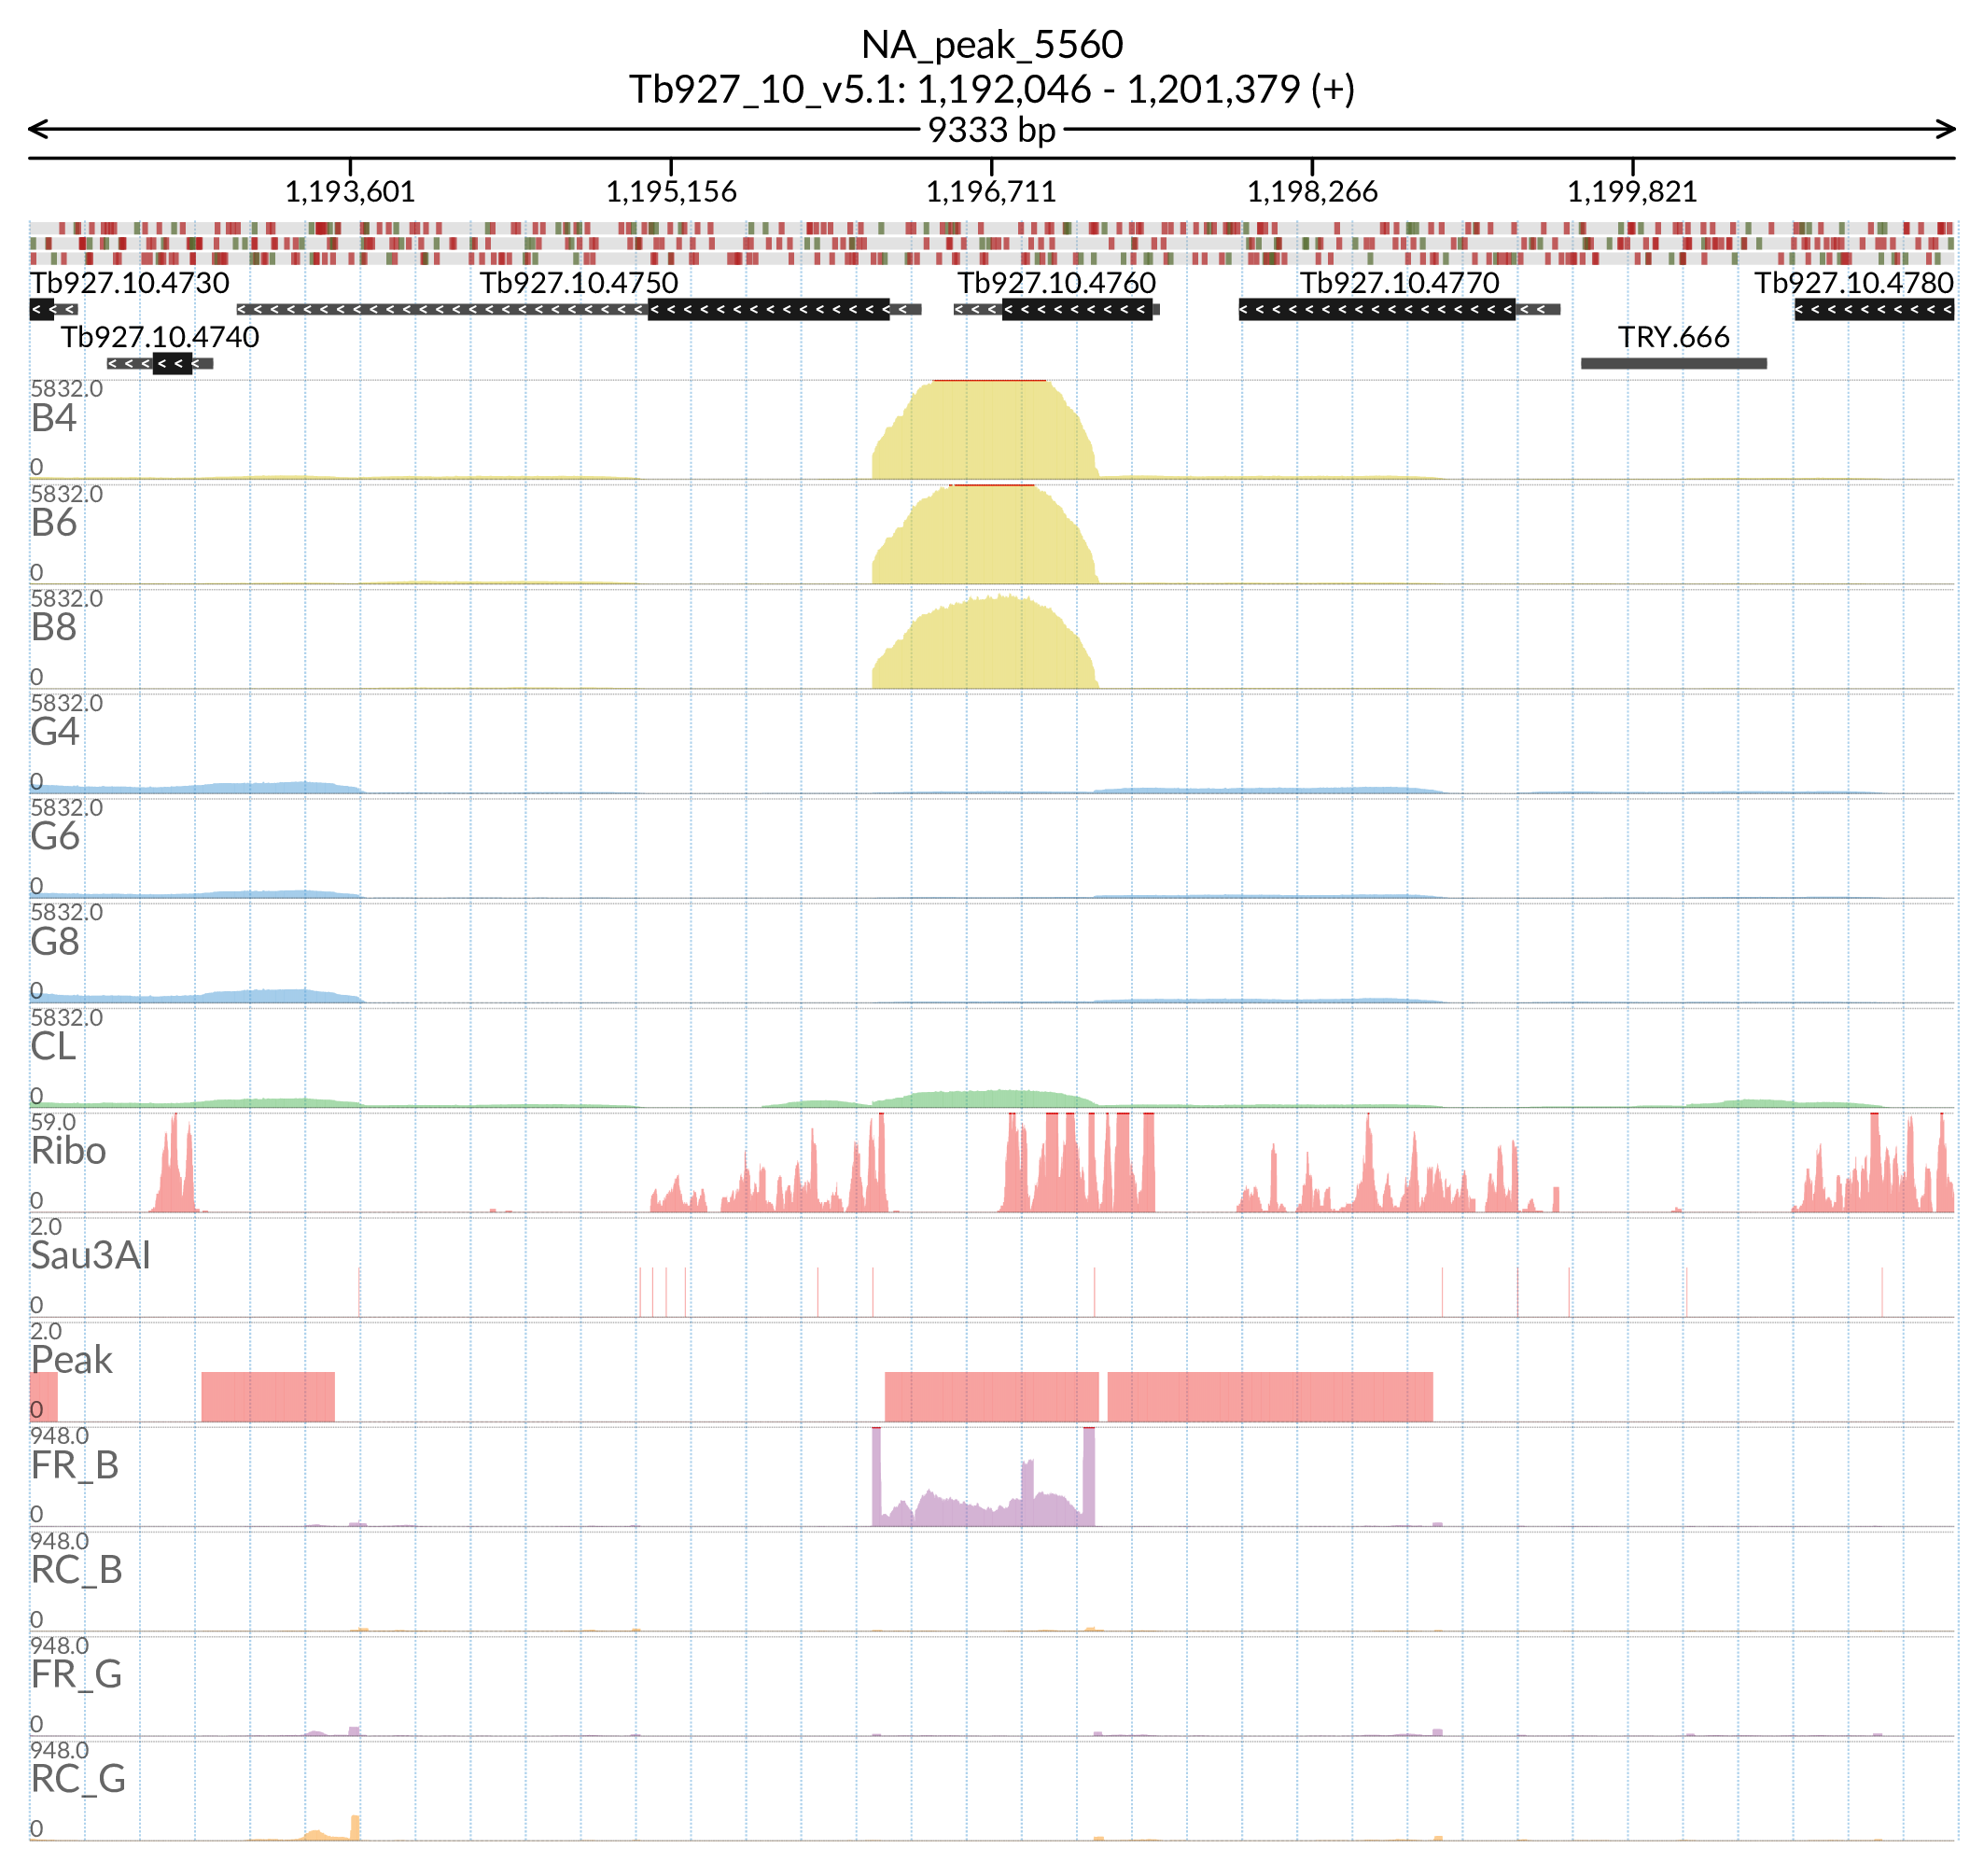 NA_peak_5560
Tb927_10_v5.1: 1,192,046 - 1,201,379 (+)
9333 bp
1,193,601 1,195,156 1,196,711 1,198,266 1,199,821
Tb927.10.4730 Tb927.10.4750 Tb927.10.4760 Tb927.10.4770 Tb927.10.4780
Tb927.10.4740 TRY.666
5832.0
B4
0
5832.0
B6
0
5832.0
B8
0
5832.0
G4
0
5832.0
G6
0
5832.0
G8
0
5832.0
CL
0
59.0
Ribo
0
2.0
Sau3AI
0
2.0
Peak
0
948.0
FR_B
0
948.0
RC_B
0
948.0
FR_G
0
948.0
RC_G
0